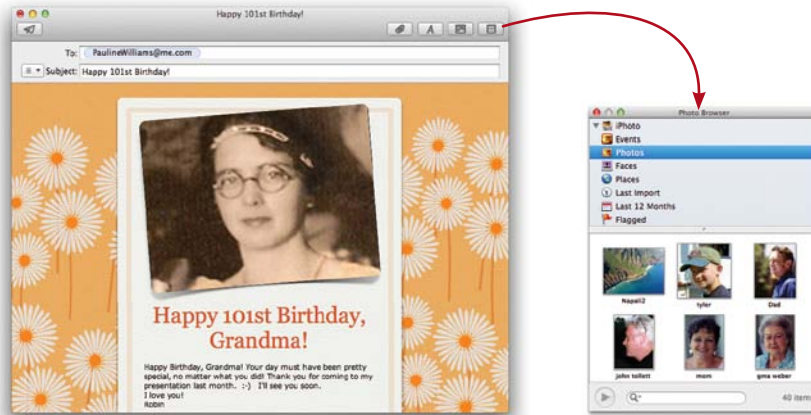 Happy 101st Birthday!
To: PaulineWilliams@me.com
Subject: Happy 101st Birthday!
Happy 101st Birthday,
Grandma!
Happy Birthday, Grandma! Your day must have been pretty
special, no matter what you did! Thank you for coming to my
presentation last month. :-) I'll see you soon.
I love you!
Robin
Photo Browser
iPhoto
Events
Photos
Faces
Places
Last Import
Last 12 Months
Flagged
Napali2
tyler
Dad
john tollett
mom
gma weber
40 item